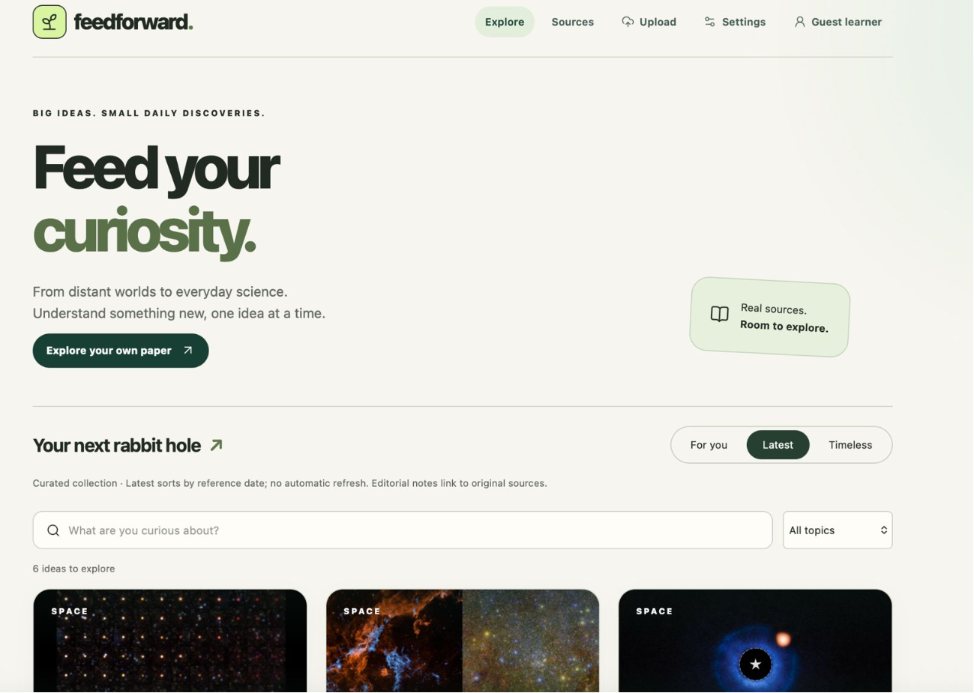 feedforward.
Explore
Sources
Upload
Settings
Guest learner
BIG IDEAS. SMALL DAILY DISCOVERIES.
Feed your
curiosity.
From distant worlds to everyday science.
Understand something new, one idea at a time.
Explore your own paper
Real sources.
Room to explore.
Your next rabbit hole
For you
Latest
Timeless
Curated collection · Latest sorts by reference date; no automatic refresh. Editorial notes link to original sources.
What are you curious about?
All topics
6 ideas to explore
SPACE
SPACE
SPACE